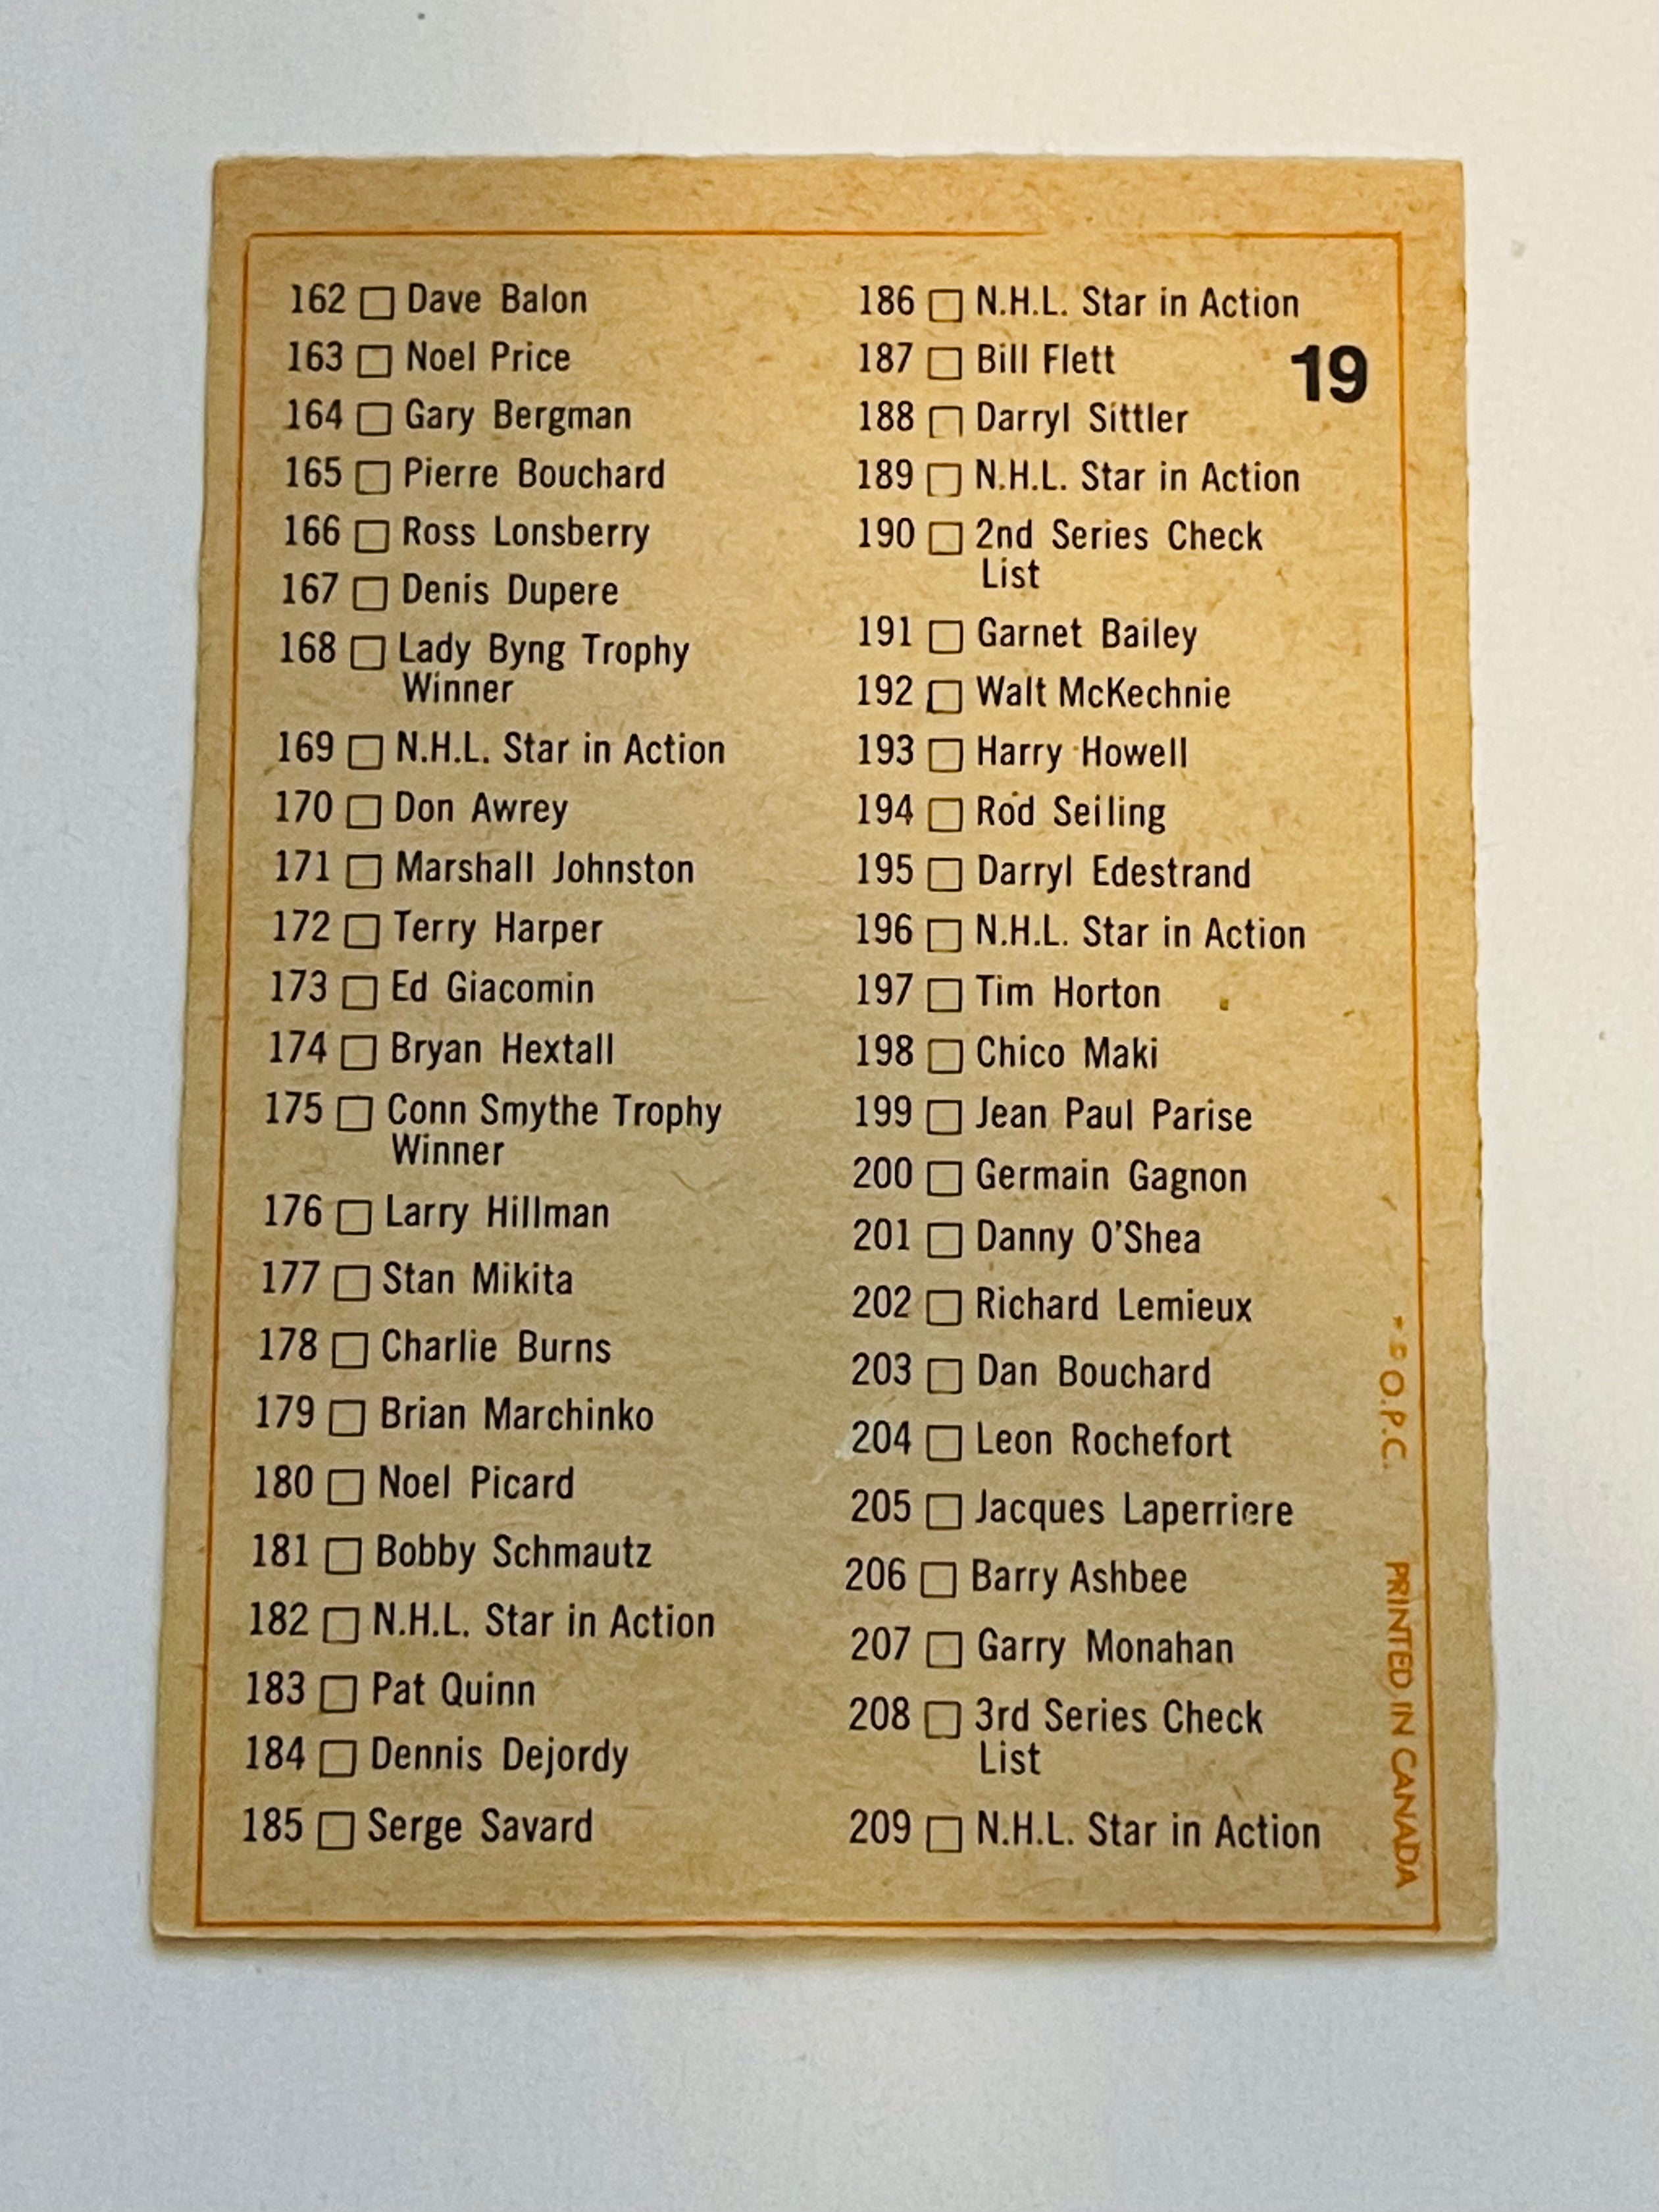 162 □ Dave Balon
163 □ Noel Price
164 □ Gary Bergman
165 □ Pierre Bouchard
166 □ Ross Lonsberry
167 □ Denis Dupere
168 □ Lady Byng Trophy
Winner
169 □ N.H.L. Star in Action
170 □ Don Awrey
171 □ Marshall Johnston
172 □ Terry Harper
173 □ Ed Giacomin
174 □ Bryan Hextall
175 □ Conn Smythe Trophy
Winner
176 □ Larry Hillman
177 □ Stan Mikita
178 □ Charlie Burns
179 □ Brian Marchinko
180 □ Noel Picard
181 □ Bobby Schmautz
182 □ N.H.L. Star in Action
183 □ Pat Quinn
184 □ Dennis Dejordy
185 □ Serge Savard
186 □ N.H.L. Star in Action
187 □ Bill Flett
19
188 □ Darryl Sittler
189 □ N.H.L. Star in Action
190 □ 2nd Series Check
List
191 □ Garnet Bailey
192 □ Walt McKechnie
193 □ Harry Howell
194 □ Rod Seiling
195 □ Darryl Edestrand
196 □ N.H.L. Star in Action
197 □ Tim Horton
198 □ Chico Maki
199 □ Jean Paul Parise
200 □ Germain Gagnon
201 □ Danny O'Shea
202 □ Richard Lemieux
203 □ Dan Bouchard
204 □ Leon Rochefort
205 □ Jacques Laperriere
206 □ Barry Ashbee
207 □ Garry Monahan
208 □ 3rd Series Check
List
209 □ N.H.L. Star in Action
O.P.C. PRINTED IN CANADA